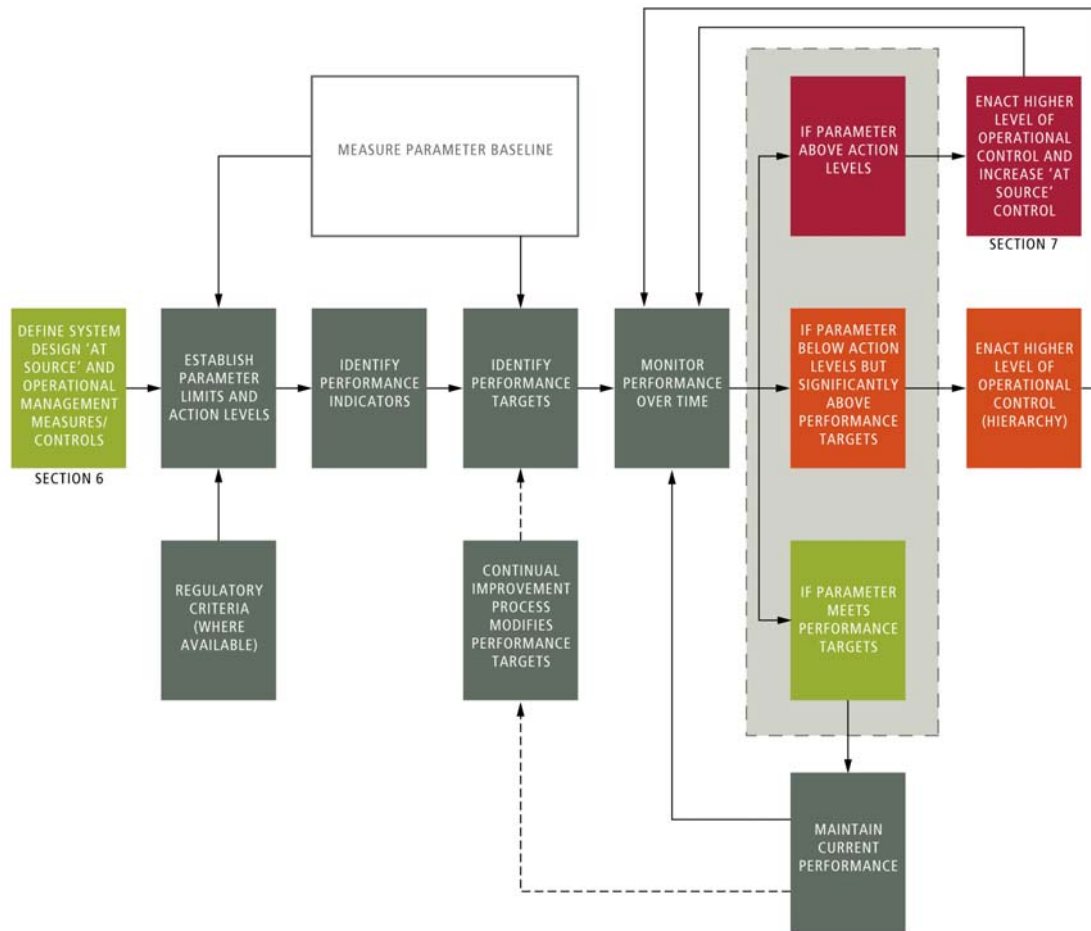 MEASURE PARAMETER BASELINE
IF PARAMETER
ABOVE ACTION
LEVELS
ENACT HIGHER
LEVEL OF
OPERATIONAL
CONTROL AND
INCREASE ‘AT
SOURCE’
CONTROL
SECTION 7
DEFINE SYSTEM
DESIGN ‘AT
SOURCE’ AND
OPERATIONAL
MANAGEMENT
MEASURES/
CONTROLS
SECTION 6
ESTABLISH
PARAMETER
LIMITS AND
ACTION LEVELS
IDENTIFY
PERFORMANCE
INDICATORS
IDENTIFY
PERFORMANCE
TARGETS
MONITOR
PERFORMANCE
OVER TIME
IF PARAMETER
BELOW ACTION
LEVELS BUT
SIGNIFICANTLY
ABOVE
PERFORMANCE
TARGETS
ENACT HIGHER
LEVEL OF
OPERATIONAL
CONTROL
(HIERARCHY)
REGULATORY
CRITERIA
(WHERE
AVAILABLE)
CONTINUAL
IMPROVEMENT
PROCESS
MODIFIES
PERFORMANCE
TARGETS
IF PARAMETER
MEETS
PERFORMANCE
TARGETS
MAINTAIN
CURRENT
PERFORMANCE